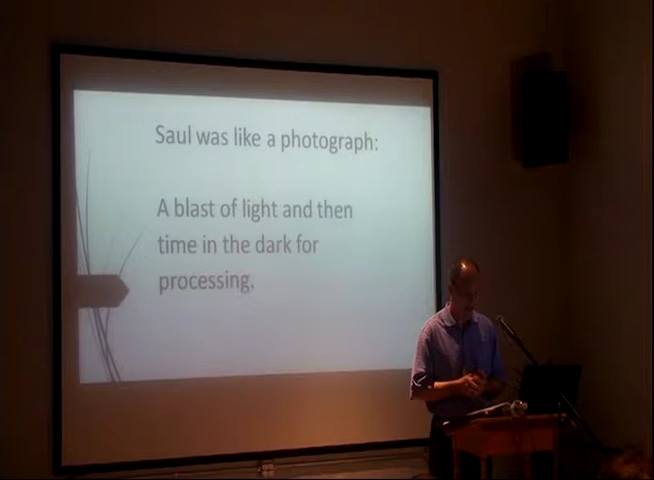 Saul was like a photograph:
A blast of light and then
time in the dark for
processing.